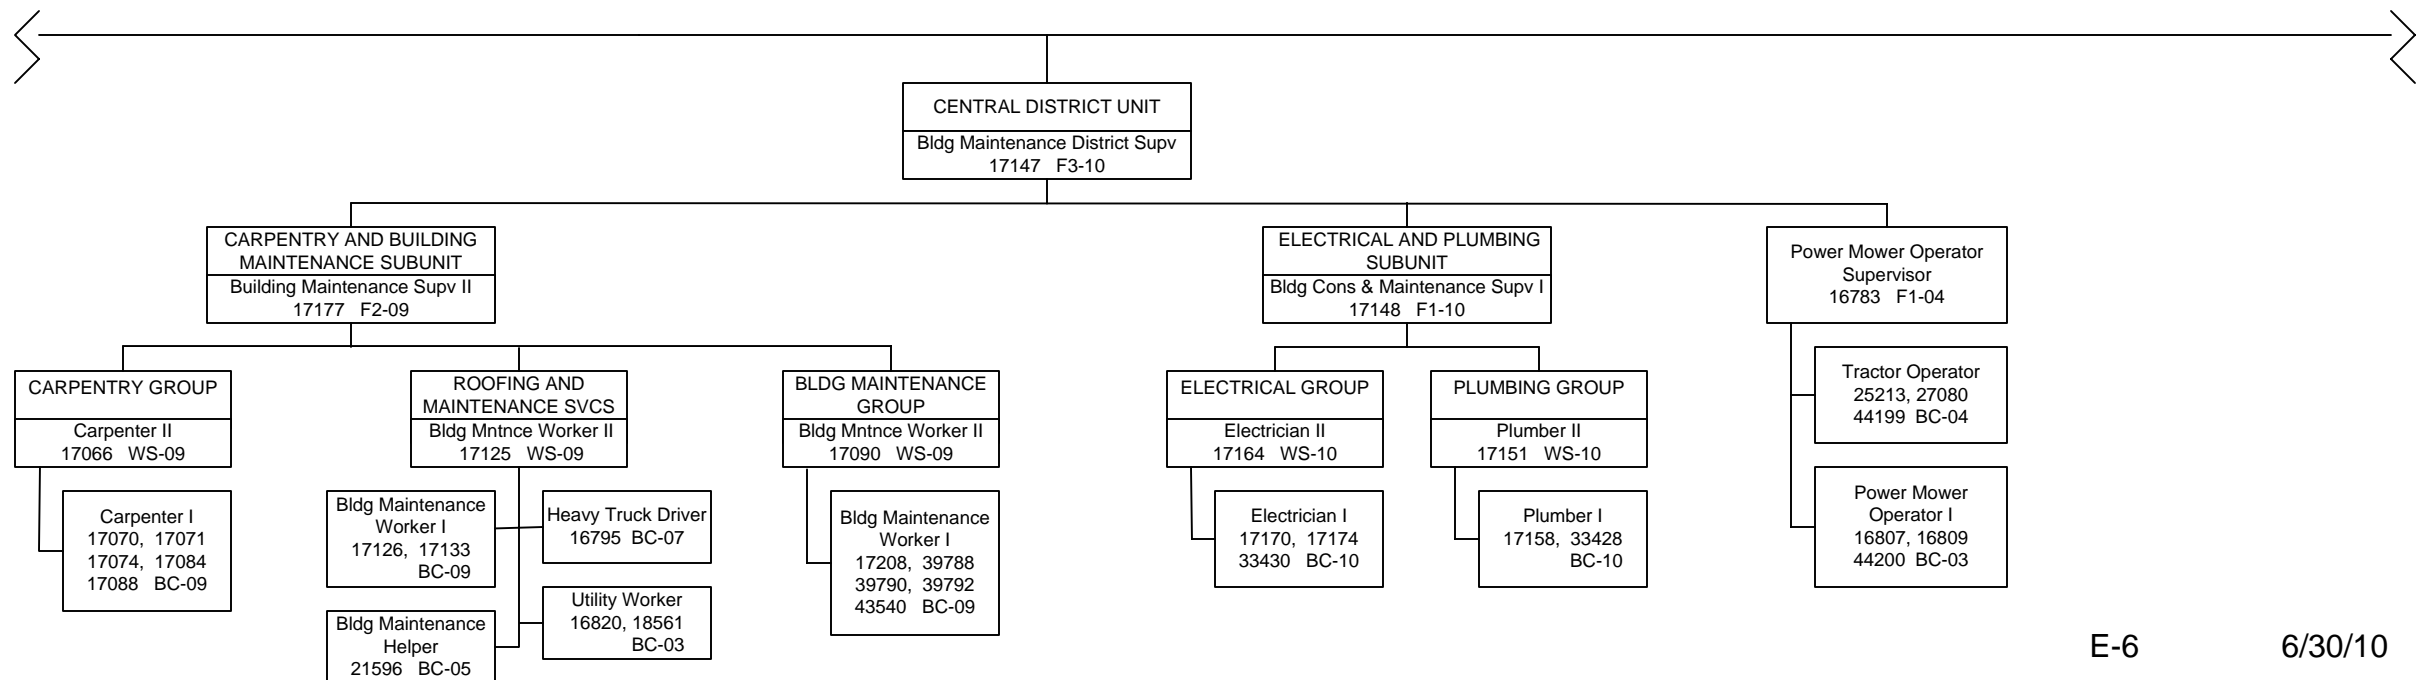 CENTRAL DISTRICT UNIT
Bldg Maintenance District Supv
17147 F3-10
CARPENTRY AND BUILDING
MAINTENANCE SUBUNIT
Building Maintenance Supv II
17177 F2-09
ELECTRICAL AND PLUMBING
SUBUNIT
Bldg Cons & Maintenance Supv I
17148 F1-10
Power Mower Operator
Supervisor
16783 F1-04
CARPENTRY GROUP
Carpenter II
17066 WS-09
Carpenter I
17070, 17071
17074, 17084
17088 BC-09
ROOFING AND
MAINTENANCE SVCS
Bldg Mntnce Worker II
17125 WS-09
Bldg Maintenance
Worker I
17126, 17133
BC-09
Heavy Truck Driver
16795 BC-07
Bldg Maintenance
Helper
21596 BC-05
Utility Worker
16820, 18561
BC-03
BLDG MAINTENANCE
GROUP
Bldg Mntnce Worker II
17090 WS-09
Bldg Maintenance
Worker I
17208, 39788
39790, 39792
43540 BC-09
ELECTRICAL GROUP
Electrician II
17164 WS-10
Electrician I
17170, 17174
33430 BC-10
PLUMBING GROUP
Plumber II
17151 WS-10
Plumber I
17158, 33428
BC-10
Tractor Operator
25213, 27080
44199 BC-04
Power Mower
Operator I
16807, 16809
44200 BC-03
E-6 6/30/10